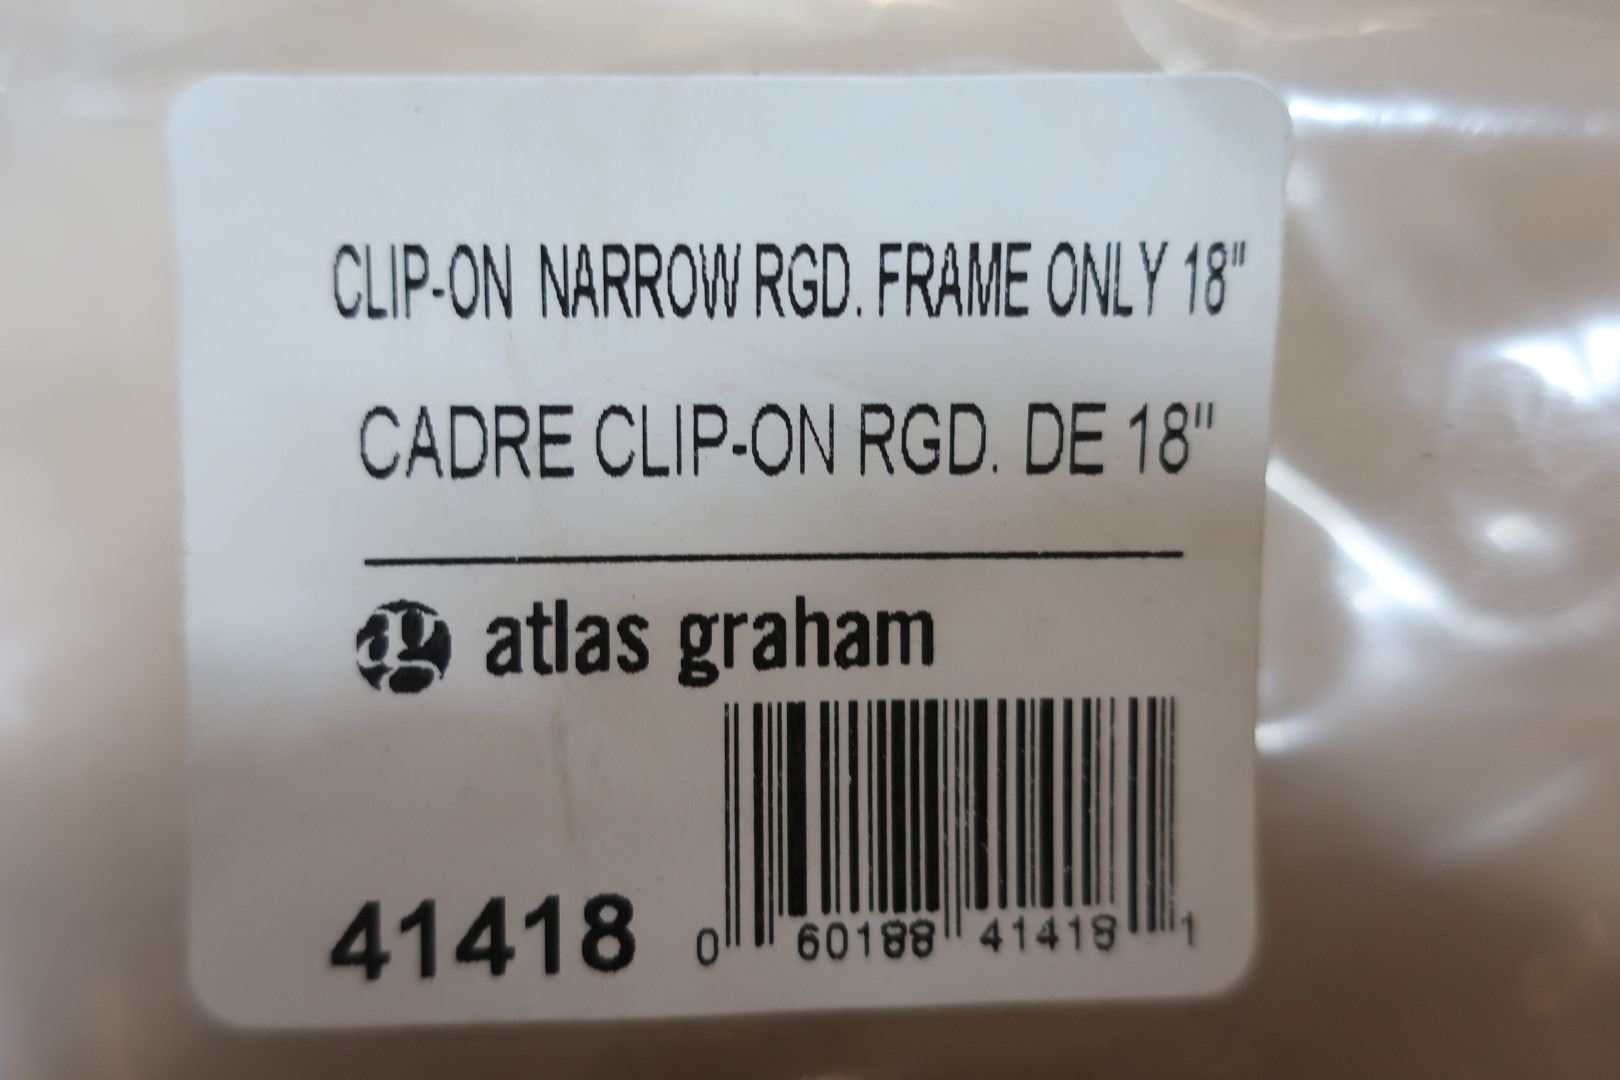 CLIP-ON NARROW RGD. FRAME ONLY 18"
CADRE CLIP-ON RGD. DE 18"
ag atlas graham
41418
0 60188 41418 1